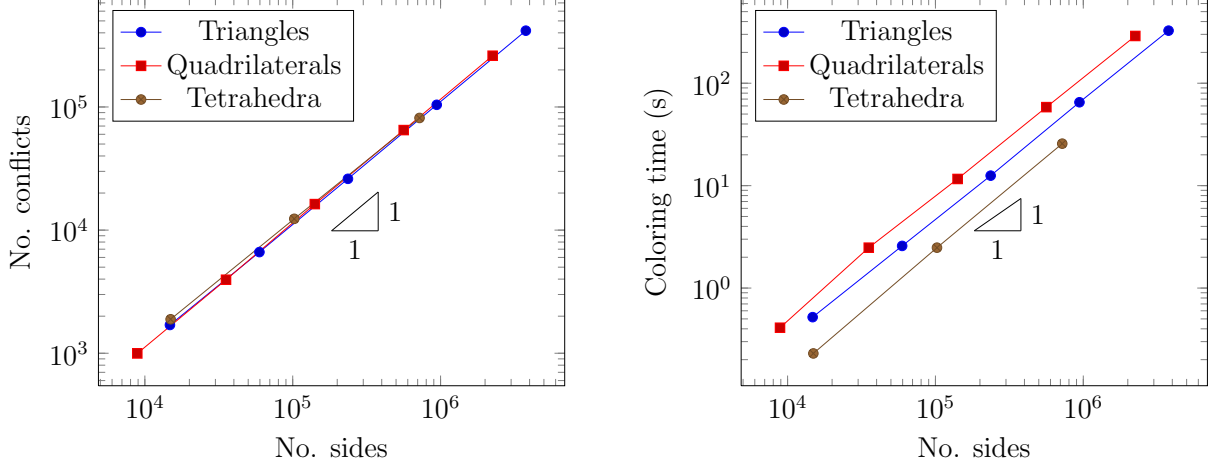 Triangles
Quadrilaterals
Tetrahedra
10^5
10^4
10^3
No. conflicts
1
1
10^4
10^5
10^6
No. sides
Triangles
Quadrilaterals
Tetrahedra
10^2
10^1
10^0
Coloring time (s)
1
1
10^4
10^5
10^6
No. sides